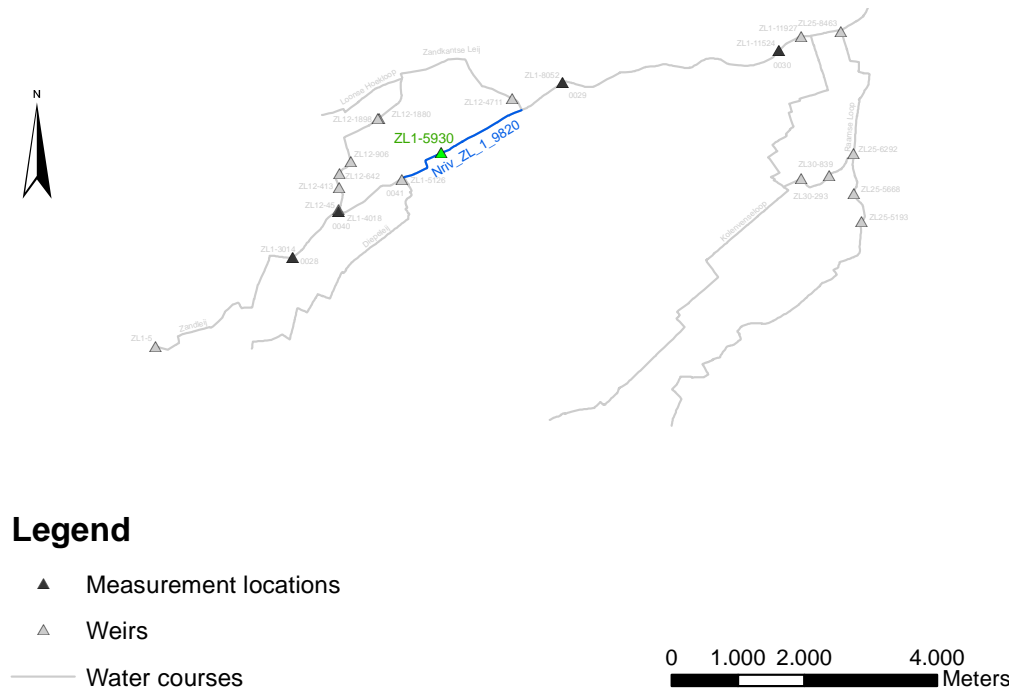 ZL1-11927
ZL25-8463
ZL1-11524
0030
Zandkantse Leij
ZL1-8052
0029
Loonse Hoekloop
ZL12-4711
N
ZL12-1898
ZL12-1880
Raamse Loop
ZL1-5930
Nriv_ZL_1_9820
ZL12-906
ZL25-6292
ZL12-642
ZL30-839
ZL1-5126
0041
ZL12-413
ZL30-293
ZL25-5668
ZL12-45
ZL1-4018
0040
Diepeleij
ZL25-5193
ZL1-3014
0028
Zandleij
ZL1-5
Legend
Measurement locations
Weirs
Water courses
0 1.000 2.000 4.000
Meters